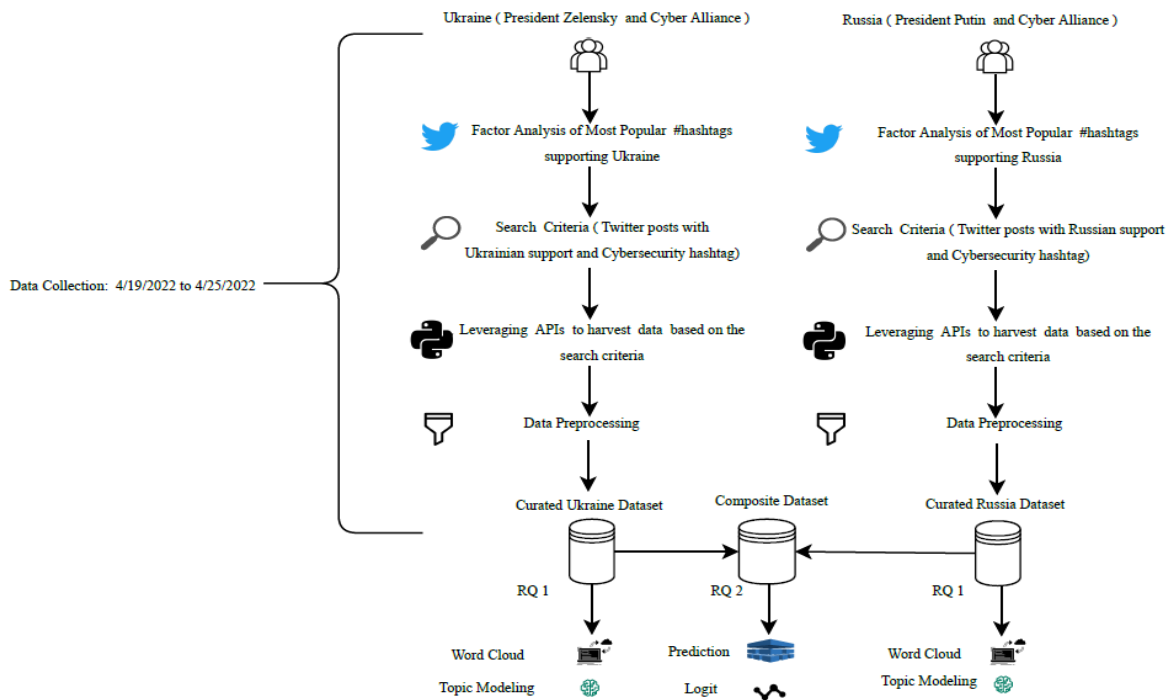 Ukraine ( President Zelensky and Cyber Alliance )
Russia ( President Putin and Cyber Alliance )
Factor Analysis of Most Popular #hashtags
supporting Ukraine
Factor Analysis of Most Popular #hashtags
supporting Russia
Search Criteria ( Twitter posts with
Ukrainian support and Cybersecurity hashtag)
Search Criteria ( Twitter posts with Russian support
and Cybersecurity hashtag)
Data Collection: 4/19/2022 to 4/25/2022
Leveraging APIs to harvest data based on the
search criteria
Leveraging APIs to harvest data based on the
search criteria
Data Preprocessing
Data Preprocessing
Curated Ukraine Dataset
Composite Dataset
Curated Russia Dataset
RQ 1
RQ 2
RQ 1
Word Cloud
Prediction
Word Cloud
Topic Modeling
Logit
Topic Modeling